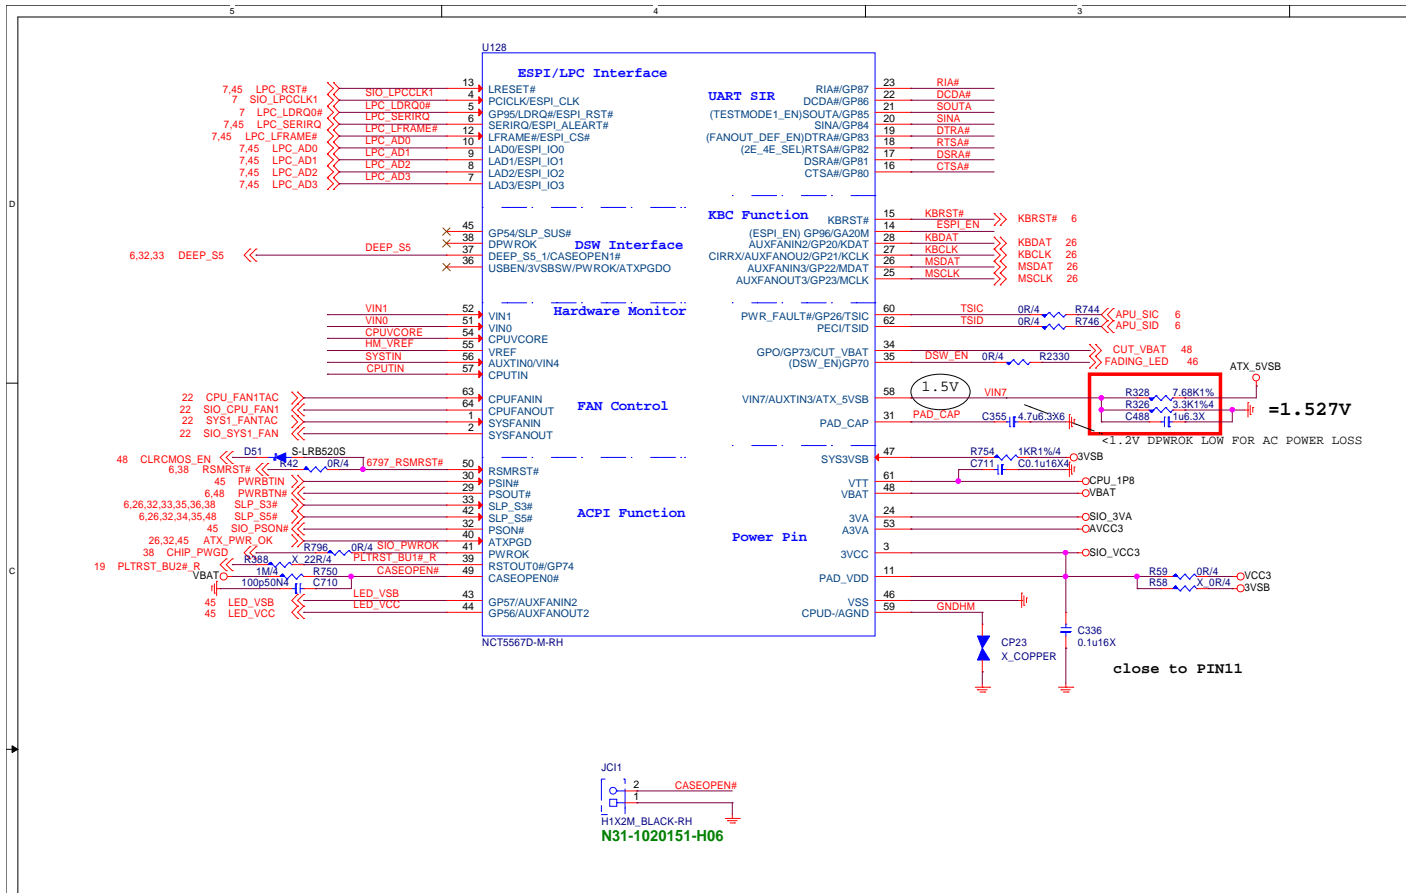 5 4 3
D
C
U128
ESPI/LPC Interface
7,45 LPC_RST# 13 LRESET#
7 SIO_LPCCLK1 SIO_LPCCLK1 4 PCICLK/ESPI_CLK
7 LPC_LDRQ0# LPC_LDRQ0# 5 GP95/LDRQ#/ESPI_RST#
7,45 LPC_SERIRQ LPC_SERIRQ 6 SERIRQ/ESPI_ALEART#
7,45 LPC_LFRAME# LPC_LFRAME# 12 LFRAME#/ESPI_CS#
7,45 LPC_AD0 LPC_AD0 10 LAD0/ESPI_IO0
7,45 LPC_AD1 LPC_AD1 9 LAD1/ESPI_IO1
7,45 LPC_AD2 LPC_AD2 8 LAD2/ESPI_IO2
7,45 LPC_AD3 LPC_AD3 7 LAD3/ESPI_IO3
UART SIR
RIA#/GP87 23 RIA#
DCDA#/GP86 22 DCDA#
(TESTMODE1_EN)SOUTA/GP85 21 SOUTA
SINA/GP84 20 SINA
(FANOUT_DEF_EN)DTRA#/GP83 19 DTRA#
(2E_4E_SEL)RTSA#/GP82 18 RTSA#
DSRA#/GP81 17 DSRA#
CTSA#/GP80 16 CTSA#
DSW Interface
45 GP54/SLP_SUS#
38 DPWROK
6,32,33 DEEP_S5 DEEP_S5 37 DEEP_S5_1/CASEOPEN1#
36 USBEN/3VSBSW/PWROK/ATXPGDO
KBC Function
KBRST# 15 KBRST# KBRST# 6
(ESPI_EN) GP96/GA20M 14 ESPI_EN
AUXFANIN2/GP20/KDAT 28 KBDAT KBDAT 26
CIRRX/AUXFANOU2/GP21/KCLK 27 KBCLK KBCLK 26
AUXFANIN3/GP22/MDAT 26 MSDAT MSDAT 26
AUXFANOUT3/GP23/MCLK 25 MSCLK MSCLK 26
Hardware Monitor
VIN1 52 VIN1
VIN0 51 VIN0
CPUVCORE 54 CPUVCORE
HM_VREF 55 VREF
SYSTIN 56 AUXTIN0/VIN4
CPUTIN 57 CPUTIN
PWR_FAULT#/GP26/TSIC 60 TSIC 0R/4 R744 APU_SIC 6
PECI/TSID 62 TSID 0R/4 R746 APU_SID 6
GPO/GP73/CUT_VBAT 34 CUT_VBAT 48
(DSW_EN)GP70 35 DSW_EN 0R/4 R2330 FADING_LED 46
FAN Control
22 CPU_FAN1TAC 63 CPUFANIN
22 SIO_CPU_FAN1 64 CPUFANOUT
22 SYS1_FANTAC 1 SYSFANIN
22 SIO_SYS1_FAN 2 SYSFANOUT
ATX_5VSB
1.5V
VIN7/AUXTIN3/ATX_5VSB 58 VIN7 R328 7.68K1%
R326 3.3K1%4 =1.527V
PAD_CAP 31 PAD_CAP C355 4.7u6.3X6 C488 1u6.3X
<1.2V DPWROK LOW FOR AC POWER LOSS
ACPI Function
48 CLRCMOS_EN D51 S-LRB520S
6,38 RSMRST# R42 0R/4 6797_RSMRST# 50 RSMRST#
45 PWRBTIN 30 PSIN#
6,48 PWRBTN# 29 PSOUT#
6,26,32,33,35,36,38 SLP_S3# 33 SLP_S3#
6,26,32,34,35,48 SLP_S5# 42 SLP_S5#
45 SIO_PSON# 32 PSON#
26,32,45 ATX_PWR_OK 40 ATXPGD
38 CHIP_PWGD R796 0R/4 SIO_PWROK 41 PWROK
19 PLTRST_BU2#_R R388 X_22R/4 PLTRST_BU1#_R 39 RSTOUT0#/GP74
VBAT 1M/4 R750 CASEOPEN# 49 CASEOPEN0#
100p50N4 C710
45 LED_VSB LED_VSB 43 GP57/AUXFANIN2
45 LED_VCC LED_VCC 44 GP56/AUXFANOUT2
Power Pin
SYS3VSB 47 R754 1KR1%/4 3VSB
C711 C0.1u16X4
VTT 61 CPU_1P8
VBAT 48 VBAT
3VA 24 SIO_3VA
A3VA 53 AVCC3
3VCC 3 SIO_VCC3
PAD_VDD 11 R59 0R/4 VCC3
R58 X_0R/4 3VSB
VSS 46
CPUD-/AGND 59 GNDHM
CP23
X_COPPER
C336
0.1u16X
close to PIN11
NCT5567D-M-RH
JCI1
2 CASEOPEN#
1
H1X2M_BLACK-RH
N31-1020151-H06